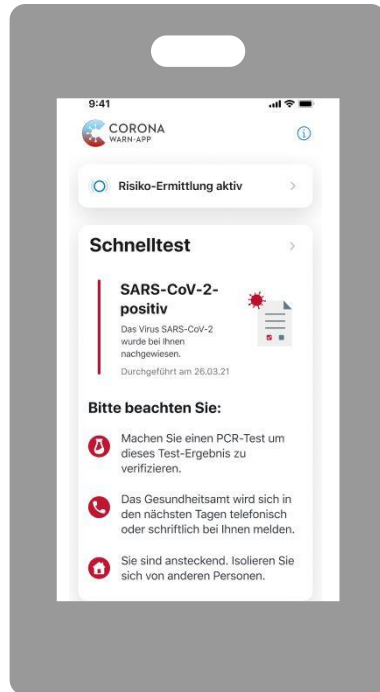 9:41
CORONA
WARN-APP
Risiko-Ermittlung aktiv
Schnelltest
SARS-CoV-2-
positiv
Das Virus SARS-CoV-2
wurde bei Ihnen
nachgewiesen.
Durchgeführt am 26.03.21
Bitte beachten Sie:
Machen Sie einen PCR-Test um
dieses Test-Ergebnis zu
verifizieren.
Das Gesundheitsamt wird sich in
den nächsten Tagen telefonisch
oder schriftlich bei Ihnen melden.
Sie sind ansteckend. Isolieren Sie
sich von anderen Personen.